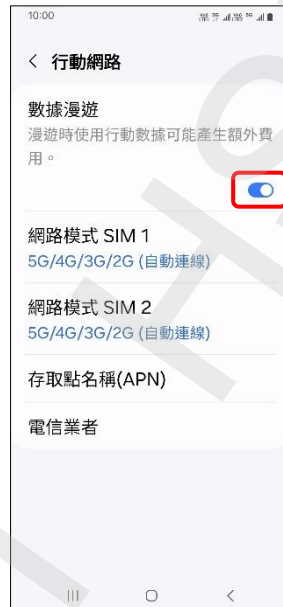 10:00
行動網路
數據漫遊
漫遊時使用行動數據可能產生額外費
用。
網路模式 SIM 1
5G/4G/3G/2G (自動連線)
網路模式 SIM 2
5G/4G/3G/2G (自動連線)
存取點名稱(APN)
電信業者